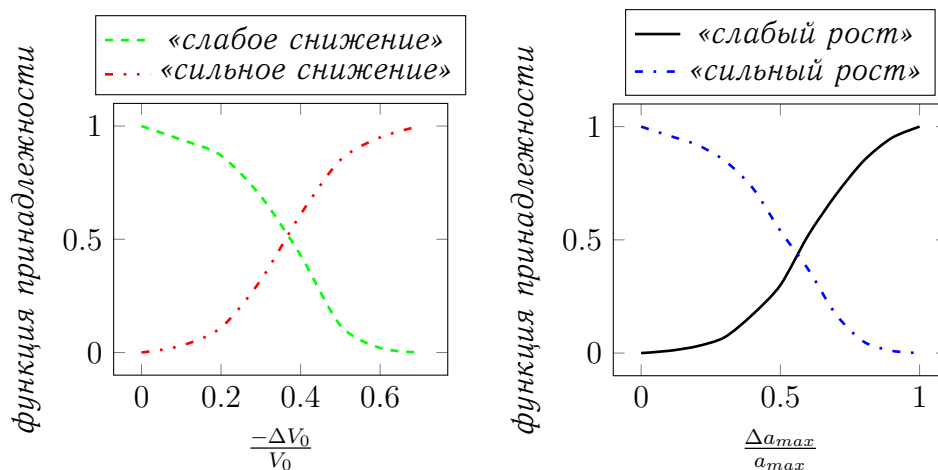 «слабое снижение»
«сильное снижение»
функция принадлежности
1
0.5
0
0
0.2
0.4
0.6
−ΔV₀
V₀
«слабый рост»
«сильный рост»
функция принадлежности
1
0.5
0
0
0.5
1
Δaₘₐₓ
aₘₐₓ